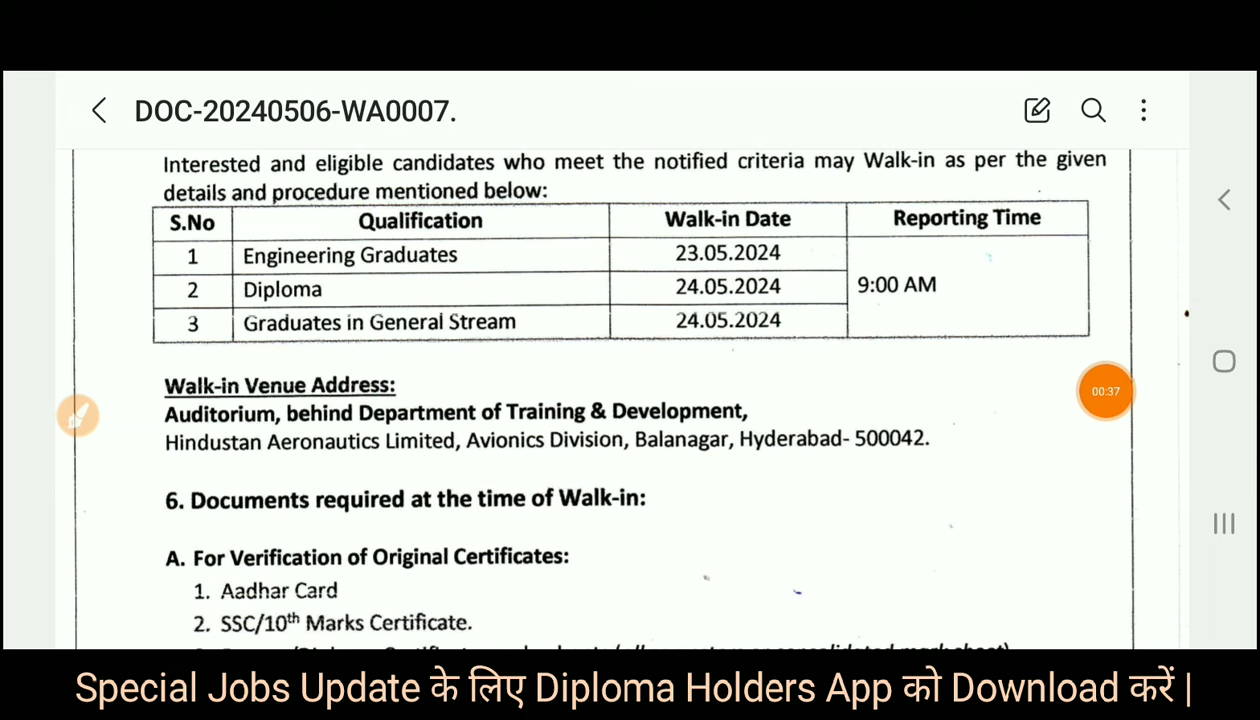 DOC-20240506-WA0007.
Interested and eligible candidates who meet the notified criteria may Walk-in as per the given
details and procedure mentioned below:
S.No Qualification Walk-in Date Reporting Time
1 Engineering Graduates 23.05.2024
2 Diploma 24.05.2024 9:00 AM
3 Graduates in General Stream 24.05.2024
Walk-in Venue Address:
Auditorium, behind Department of Training & Development,
00:37
Hindustan Aeronautics Limited, Avionics Division, Balanagar, Hyderabad- 500042.
6. Documents required at the time of Walk-in:
A. For Verification of Original Certificates:
1. Aadhar Card
2. SSC/10th Marks Certificate.
Special Jobs Update के लिए Diploma Holders App को Download करें |